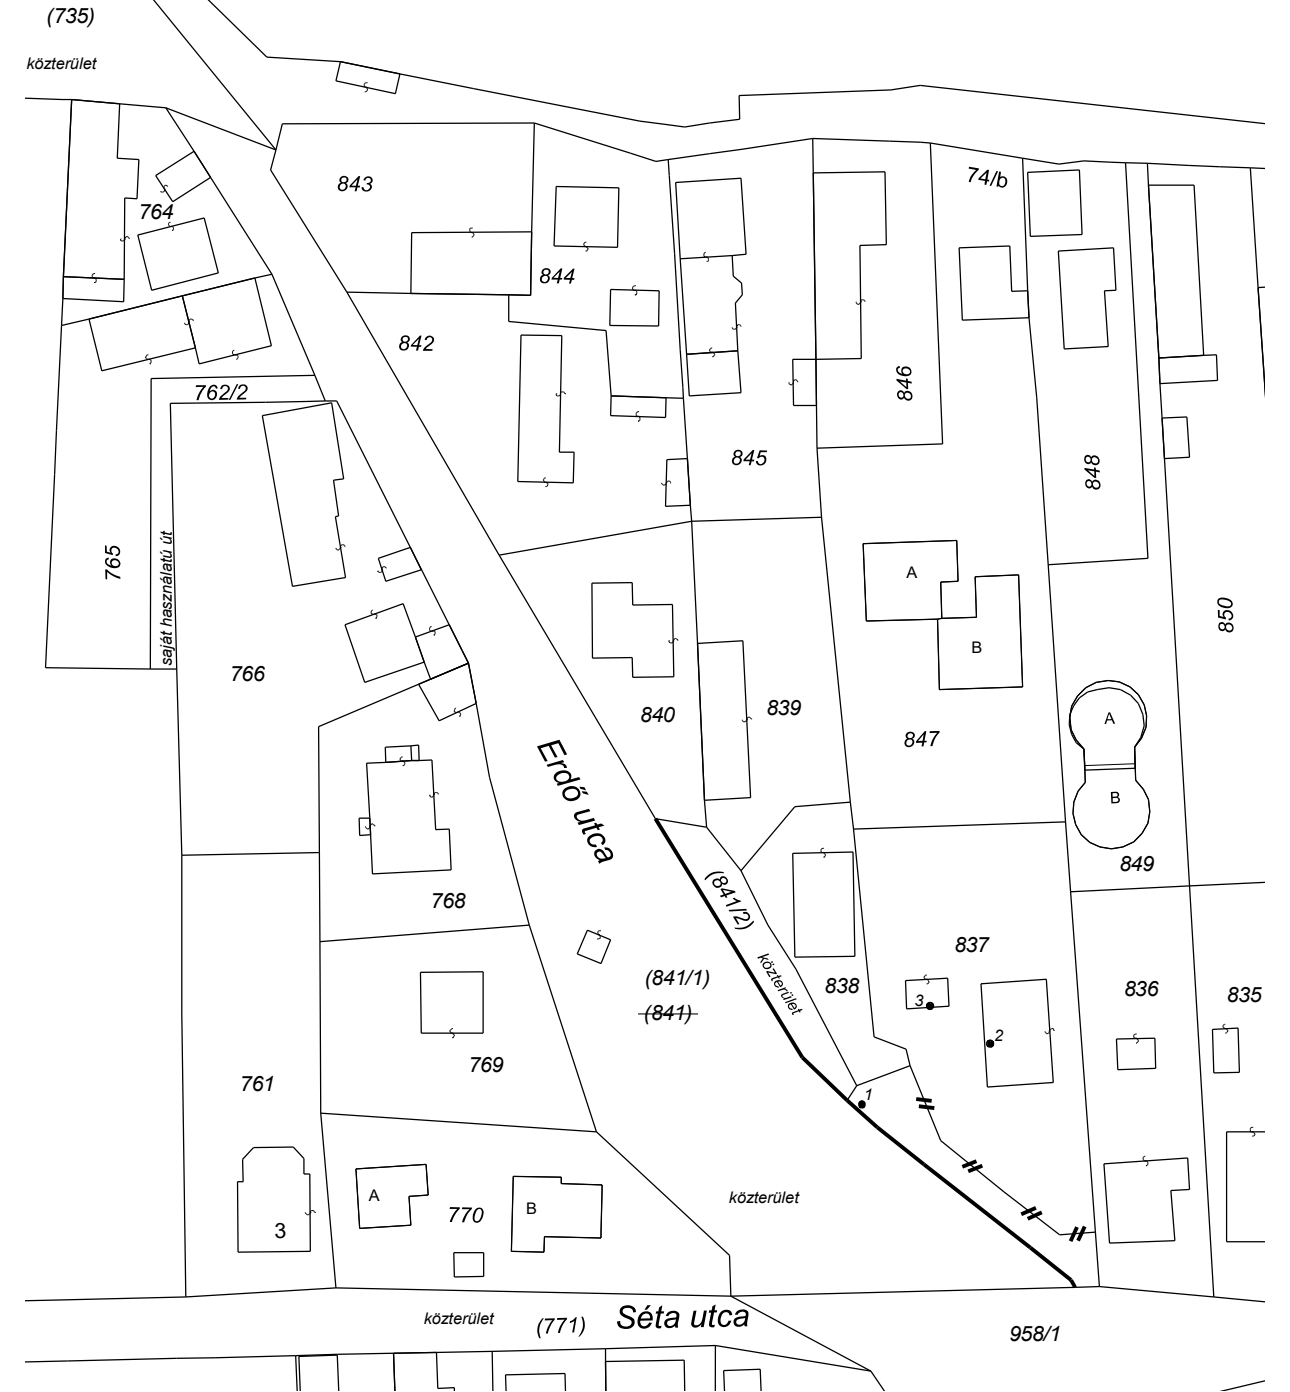 (735)
közterület
843
764
74/b
844
842
762/2
846
845
848
765
saját használatú út
A
B
850
766
840
839
847
Erdő utca
A
B
849
(841/2)
768
közterület
837
(841/1)
(841)
838
3
2
836
835
769
761
1
A
B
770
3
közterület
közterület
(771)
Séta utca
958/1